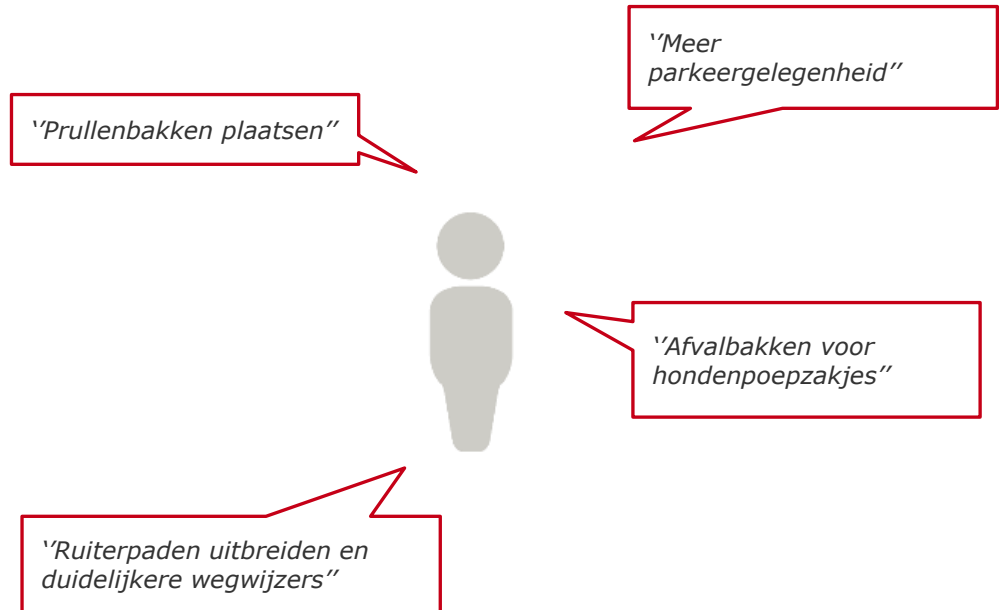 ‘’Meer
parkeergelegenheid’’
‘’Prullenbakken plaatsen’’
‘’Afvalbakken voor
hondenpoepzakjes’’
‘’Ruiterpaden uitbreiden en
duidelijkere wegwijzers’’